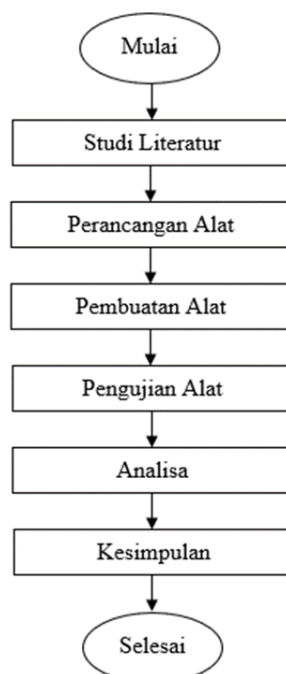 Mulai
Studi Literatur
Perancangan Alat
Pembuatan Alat
Pengujian Alat
Analisa
Kesimpulan
Selesai